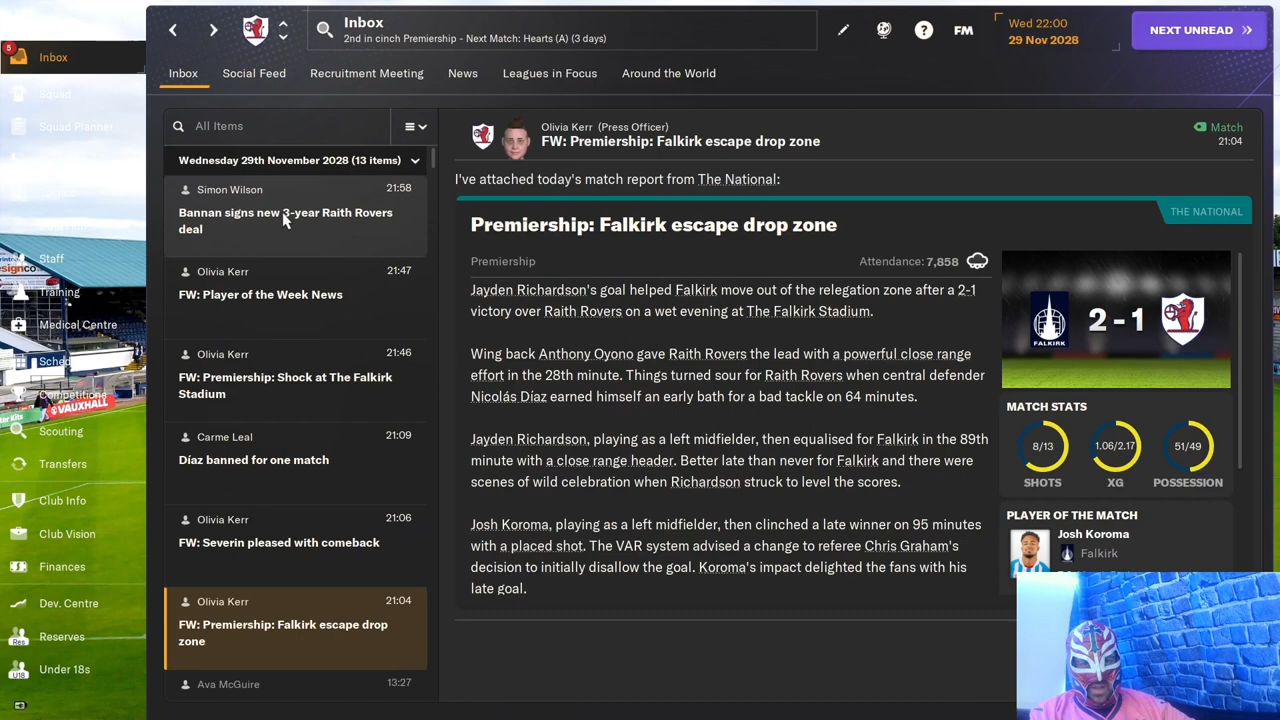 5
Inbox
Squad
Squad Planner
Staff
Training
Medical Centre
Sched
Competitions
Scouting
Transfers
Club Info
Club Vision
Finances
Dev. Centre
Res
Reserves
U18
Under 18s
VAUXHALL
Inbox
2nd in cinch Premiership - Next Match: Hearts (A) (3 days)
?
FM
Wed 22:00
29 Nov 2028
NEXT UNREAD
Inbox
Social Feed
Recruitment Meeting
News
Leagues in Focus
Around the World
All Items
Wednesday 29th November 2028 (13 items)
Simon Wilson
21:58
Bannan signs new 3-year Raith Rovers
deal
Olivia Kerr
21:47
FW: Player of the Week News
Olivia Kerr
21:46
FW: Premiership: Shock at The Falkirk
Stadium
Carme Leal
21:09
Díaz banned for one match
Olivia Kerr
21:06
FW: Severin pleased with comeback
Olivia Kerr
21:04
FW: Premiership: Falkirk escape drop
zone
Ava McGuire
13:27
Olivia Kerr (Press Officer)
FW: Premiership: Falkirk escape drop zone
Match
21:04
I've attached today's match report from The National:
THE NATIONAL
Premiership: Falkirk escape drop zone
Premiership
Attendance: 7,858
Jayden Richardson's goal helped Falkirk move out of the relegation zone after a 2-1
victory over Raith Rovers on a wet evening at The Falkirk Stadium.
Wing back Anthony Oyono gave Raith Rovers the lead with a powerful close range
effort in the 28th minute. Things turned sour for Raith Rovers when central defender
Nicolás Díaz earned himself an early bath for a bad tackle on 64 minutes.
Jayden Richardson, playing as a left midfielder, then equalised for Falkirk in the 89th
minute with a close range header. Better late than never for Falkirk and there were
scenes of wild celebration when Richardson struck to level the scores.
Josh Koroma, playing as a left midfielder, then clinched a late winner on 95 minutes
with a placed shot. The VAR system advised a change to referee Chris Graham's
decision to initially disallow the goal. Koroma's impact delighted the fans with his
late goal.
FALKIRK
2-1
MATCH STATS
8/13
1.06/2.17
51/49
SHOTS
XG
POSSESSION
PLAYER OF THE MATCH
Josh Koroma
Falkirk